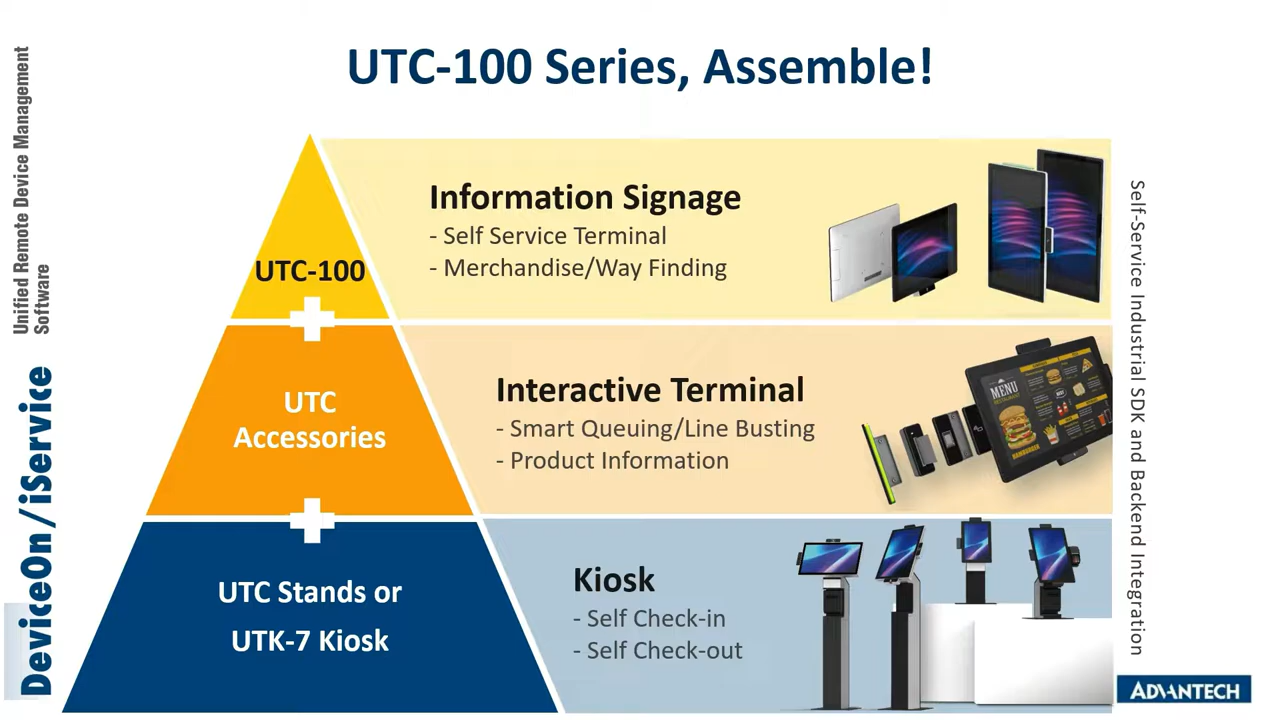 UTC-100 Series, Assemble!
Unified Remote Device Management
Software
DeviceOn/iService
UTC-100
Information Signage
- Self Service Terminal
- Merchandise/Way Finding
UTC
Accessories
Interactive Terminal
- Smart Queuing/Line Busting
- Product Information
MENU
UTC Stands or
UTK-7 Kiosk
Kiosk
- Self Check-in
- Self Check-out
Self-Service Industrial SDK and Backend Integration
ADVANTECH